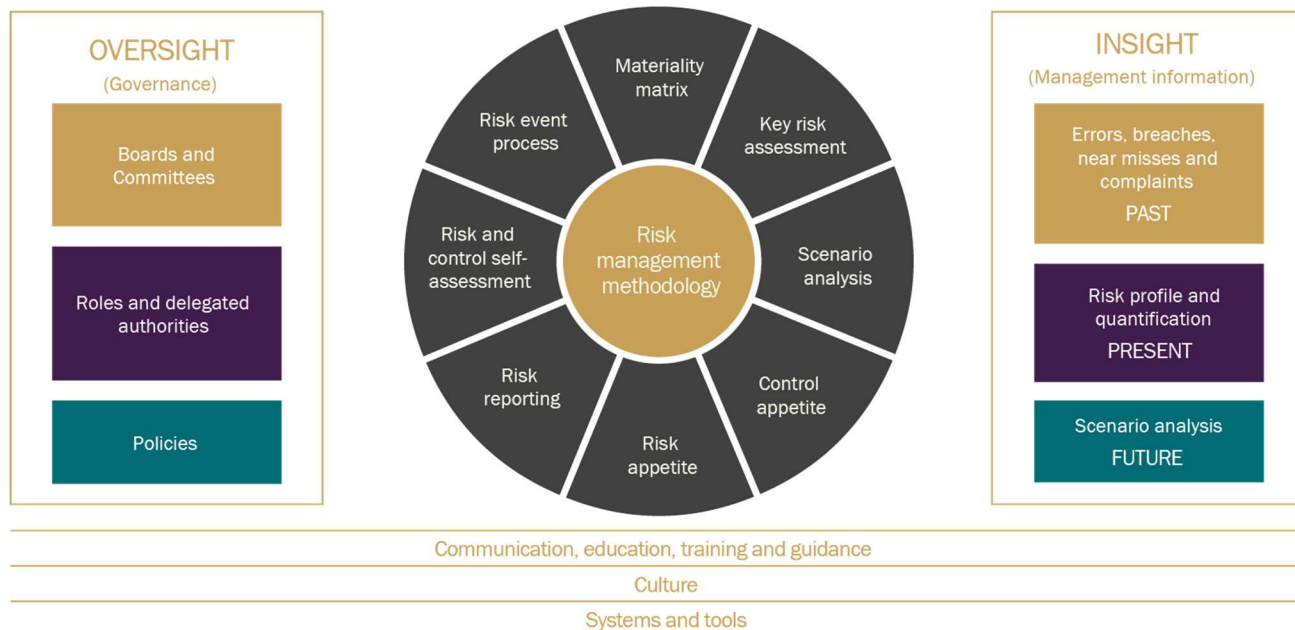 OVERSIGHT
(Governance)
Boards and
Committees
Roles and delegated
authorities
Policies
Materiality
matrix
Key risk
assessment
Scenario
analysis
Control
appetite
Risk
appetite
Risk
reporting
Risk and
control self-
assessment
Risk event
process
Risk
management
methodology
INSIGHT
(Management information)
Errors, breaches,
near misses and
complaints
PAST
Risk profile and
quantification
PRESENT
Scenario analysis
FUTURE
Communication, education, training and guidance
Culture
Systems and tools